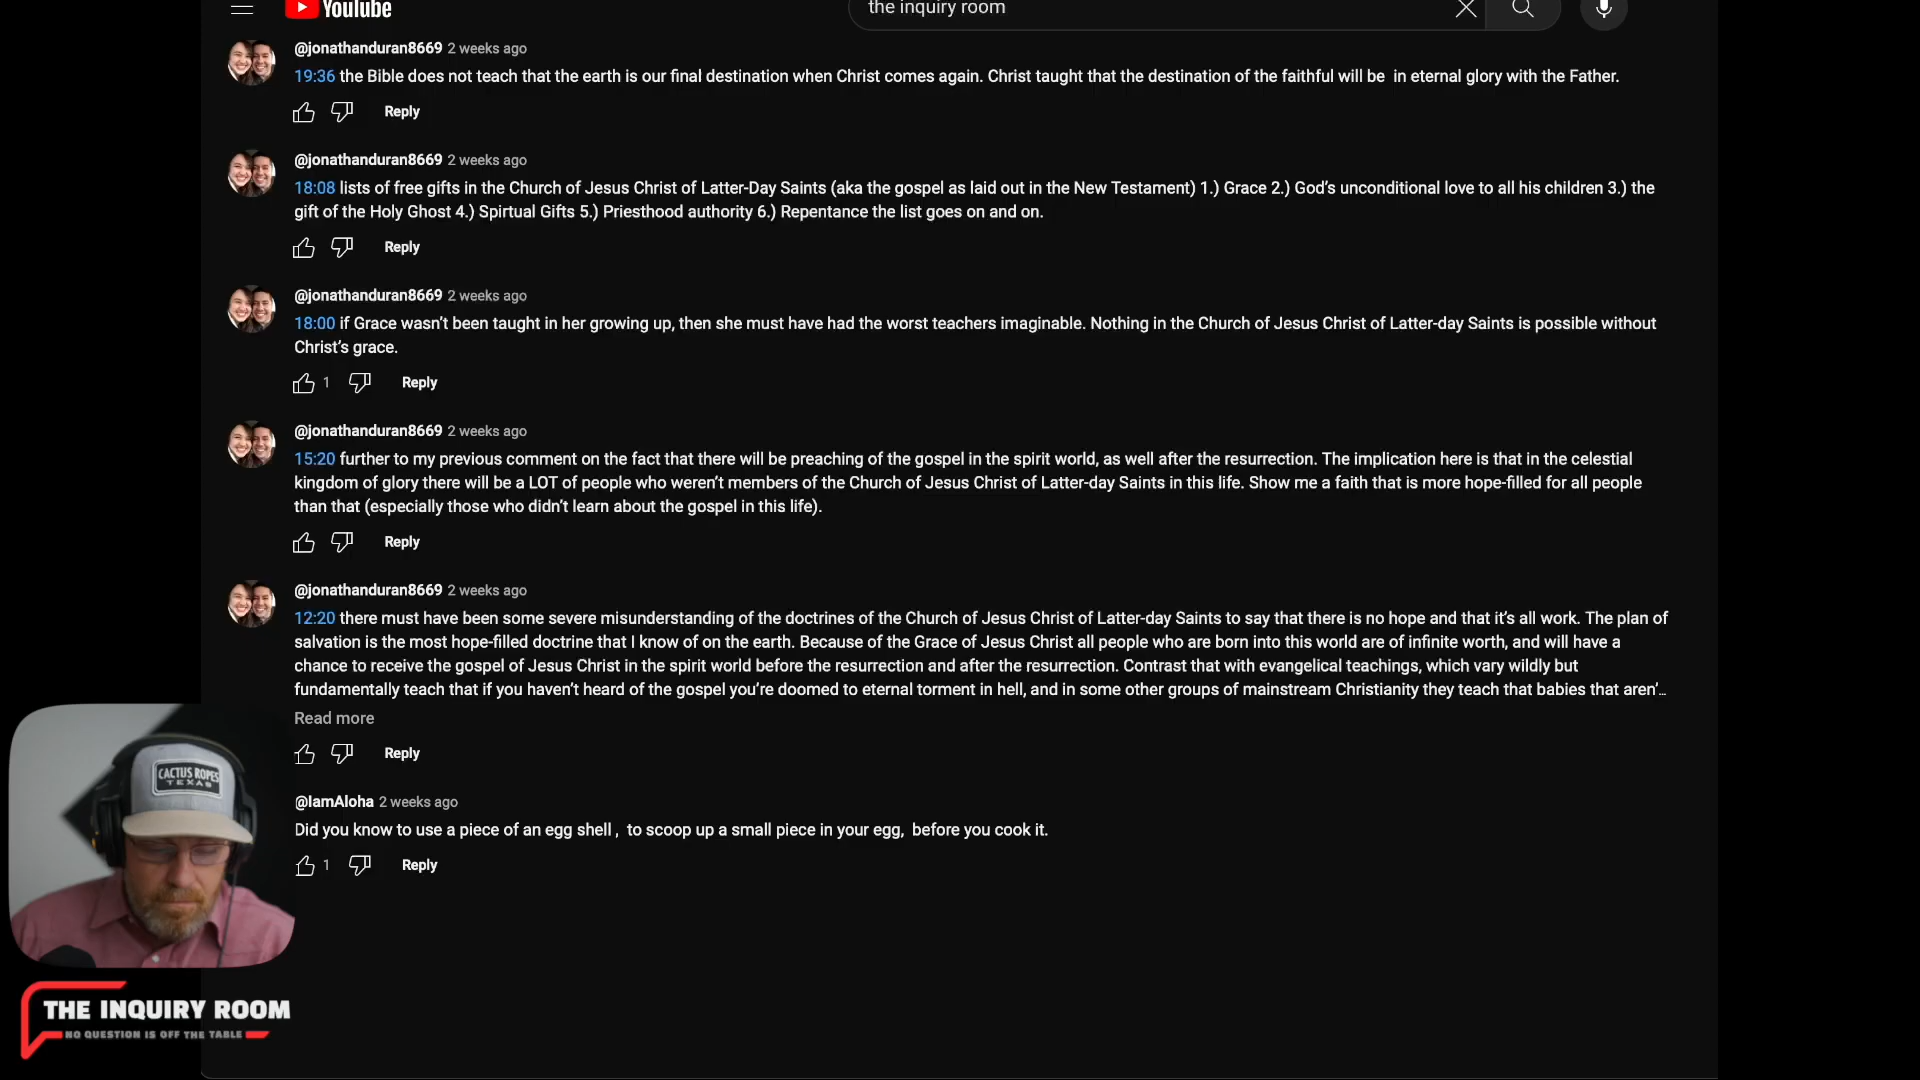 YouTube
the inquiry room
@jonathanduran8669 2 weeks ago
19:36 the Bible does not teach that the earth is our final destination when Christ comes again. Christ taught that the destination of the faithful will be in eternal glory with the Father.
Reply
@jonathanduran8669 2 weeks ago
18:08 lists of free gifts in the Church of Jesus Christ of Latter-Day Saints (aka the gospel as laid out in the New Testament) 1.) Grace 2.) God's unconditional love to all his children 3.) the
gift of the Holy Ghost 4.) Spirtual Gifts 5.) Priesthood authority 6.) Repentance the list goes on and on.
Reply
@jonathanduran8669 2 weeks ago
18:00 if Grace wasn't been taught in her growing up, then she must have had the worst teachers imaginable. Nothing in the Church of Jesus Christ of Latter-day Saints is possible without
Christ's grace.
1 Reply
@jonathanduran8669 2 weeks ago
15:20 further to my previous comment on the fact that there will be preaching of the gospel in the spirit world, as well after the resurrection. The implication here is that in the celestial
kingdom of glory there will be a LOT of people who weren't members of the Church of Jesus Christ of Latter-day Saints in this life. Show me a faith that is more hope-filled for all people
than that (especially those who didn't learn about the gospel in this life).
Reply
@jonathanduran8669 2 weeks ago
12:20 there must have been some severe misunderstanding of the doctrines of the Church of Jesus Christ of Latter-day Saints to say that there is no hope and that it's all work. The plan of
salvation is the most hope-filled doctrine that I know of on the earth. Because of the Grace of Jesus Christ all people who are born into this world are of infinite worth, and will have a
chance to receive the gospel of Jesus Christ in the spirit world before the resurrection and after the resurrection. Contrast that with evangelical teachings, which vary wildly but
fundamentally teach that if you haven't heard of the gospel you're doomed to eternal torment in hell, and in some other groups of mainstream Christianity they teach that babies that aren'...
Read more
Reply
@IamAloha 2 weeks ago
Did you know to use a piece of an egg shell , to scoop up a small piece in your egg, before you cook it.
1 Reply
CACTUS ROPES
TEXAS
THE INQUIRY ROOM
NO QUESTION IS OFF THE TABLE